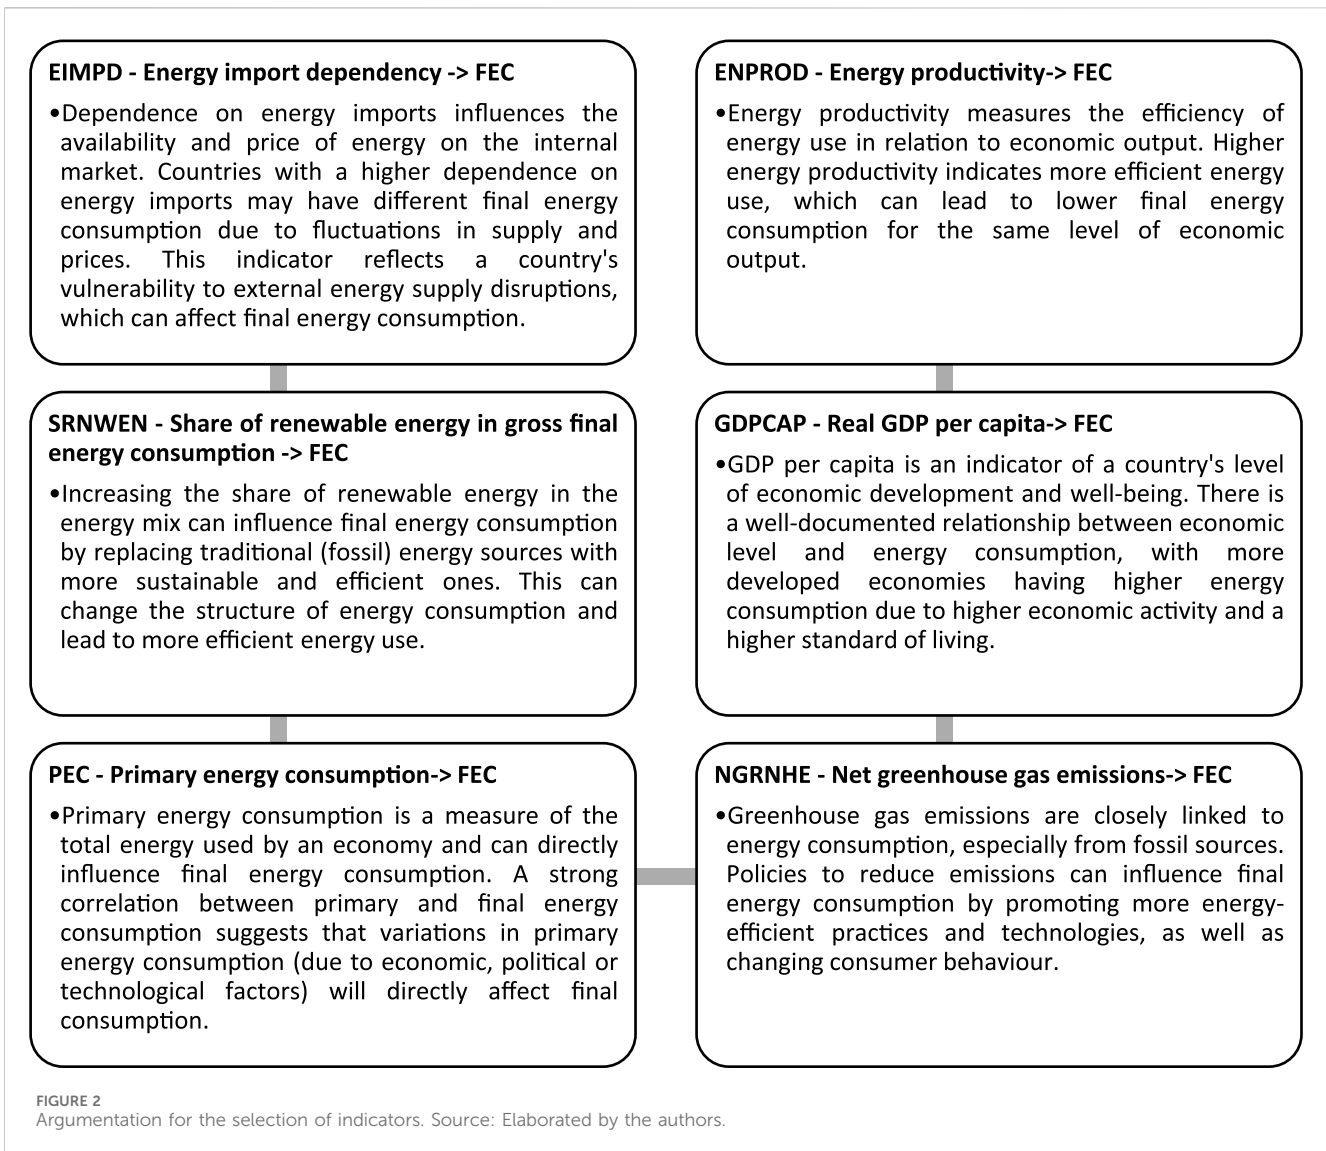 EIMPD - Energy import dependency -> FEC
•Dependence on energy imports influences the
availability and price of energy on the internal
market. Countries with a higher dependence on
energy imports may have different final energy
consumption due to fluctuations in supply and
prices. This indicator reflects a country's
vulnerability to external energy supply disruptions,
which can affect final energy consumption.
SRNWEN - Share of renewable energy in gross final
energy consumption -> FEC
•Increasing the share of renewable energy in the
energy mix can influence final energy consumption
by replacing traditional (fossil) energy sources with
more sustainable and efficient ones. This can
change the structure of energy consumption and
lead to more efficient energy use.
PEC - Primary energy consumption-> FEC
•Primary energy consumption is a measure of the
total energy used by an economy and can directly
influence final energy consumption. A strong
correlation between primary and final energy
consumption suggests that variations in primary
energy consumption (due to economic, political or
technological factors) will directly affect final
consumption.
ENPROD - Energy productivity-> FEC
•Energy productivity measures the efficiency of
energy use in relation to economic output. Higher
energy productivity indicates more efficient energy
use, which can lead to lower final energy
consumption for the same level of economic
output.
GDPCAP - Real GDP per capita-> FEC
•GDP per capita is an indicator of a country's level
of economic development and well-being. There is
a well-documented relationship between economic
level and energy consumption, with more
developed economies having higher energy
consumption due to higher economic activity and a
higher standard of living.
NGRNHE - Net greenhouse gas emissions-> FEC
•Greenhouse gas emissions are closely linked to
energy consumption, especially from fossil sources.
Policies to reduce emissions can influence final
energy consumption by promoting more energy-
efficient practices and technologies, as well as
changing consumer behaviour.
FIGURE 2
Argumentation for the selection of indicators. Source: Elaborated by the authors.